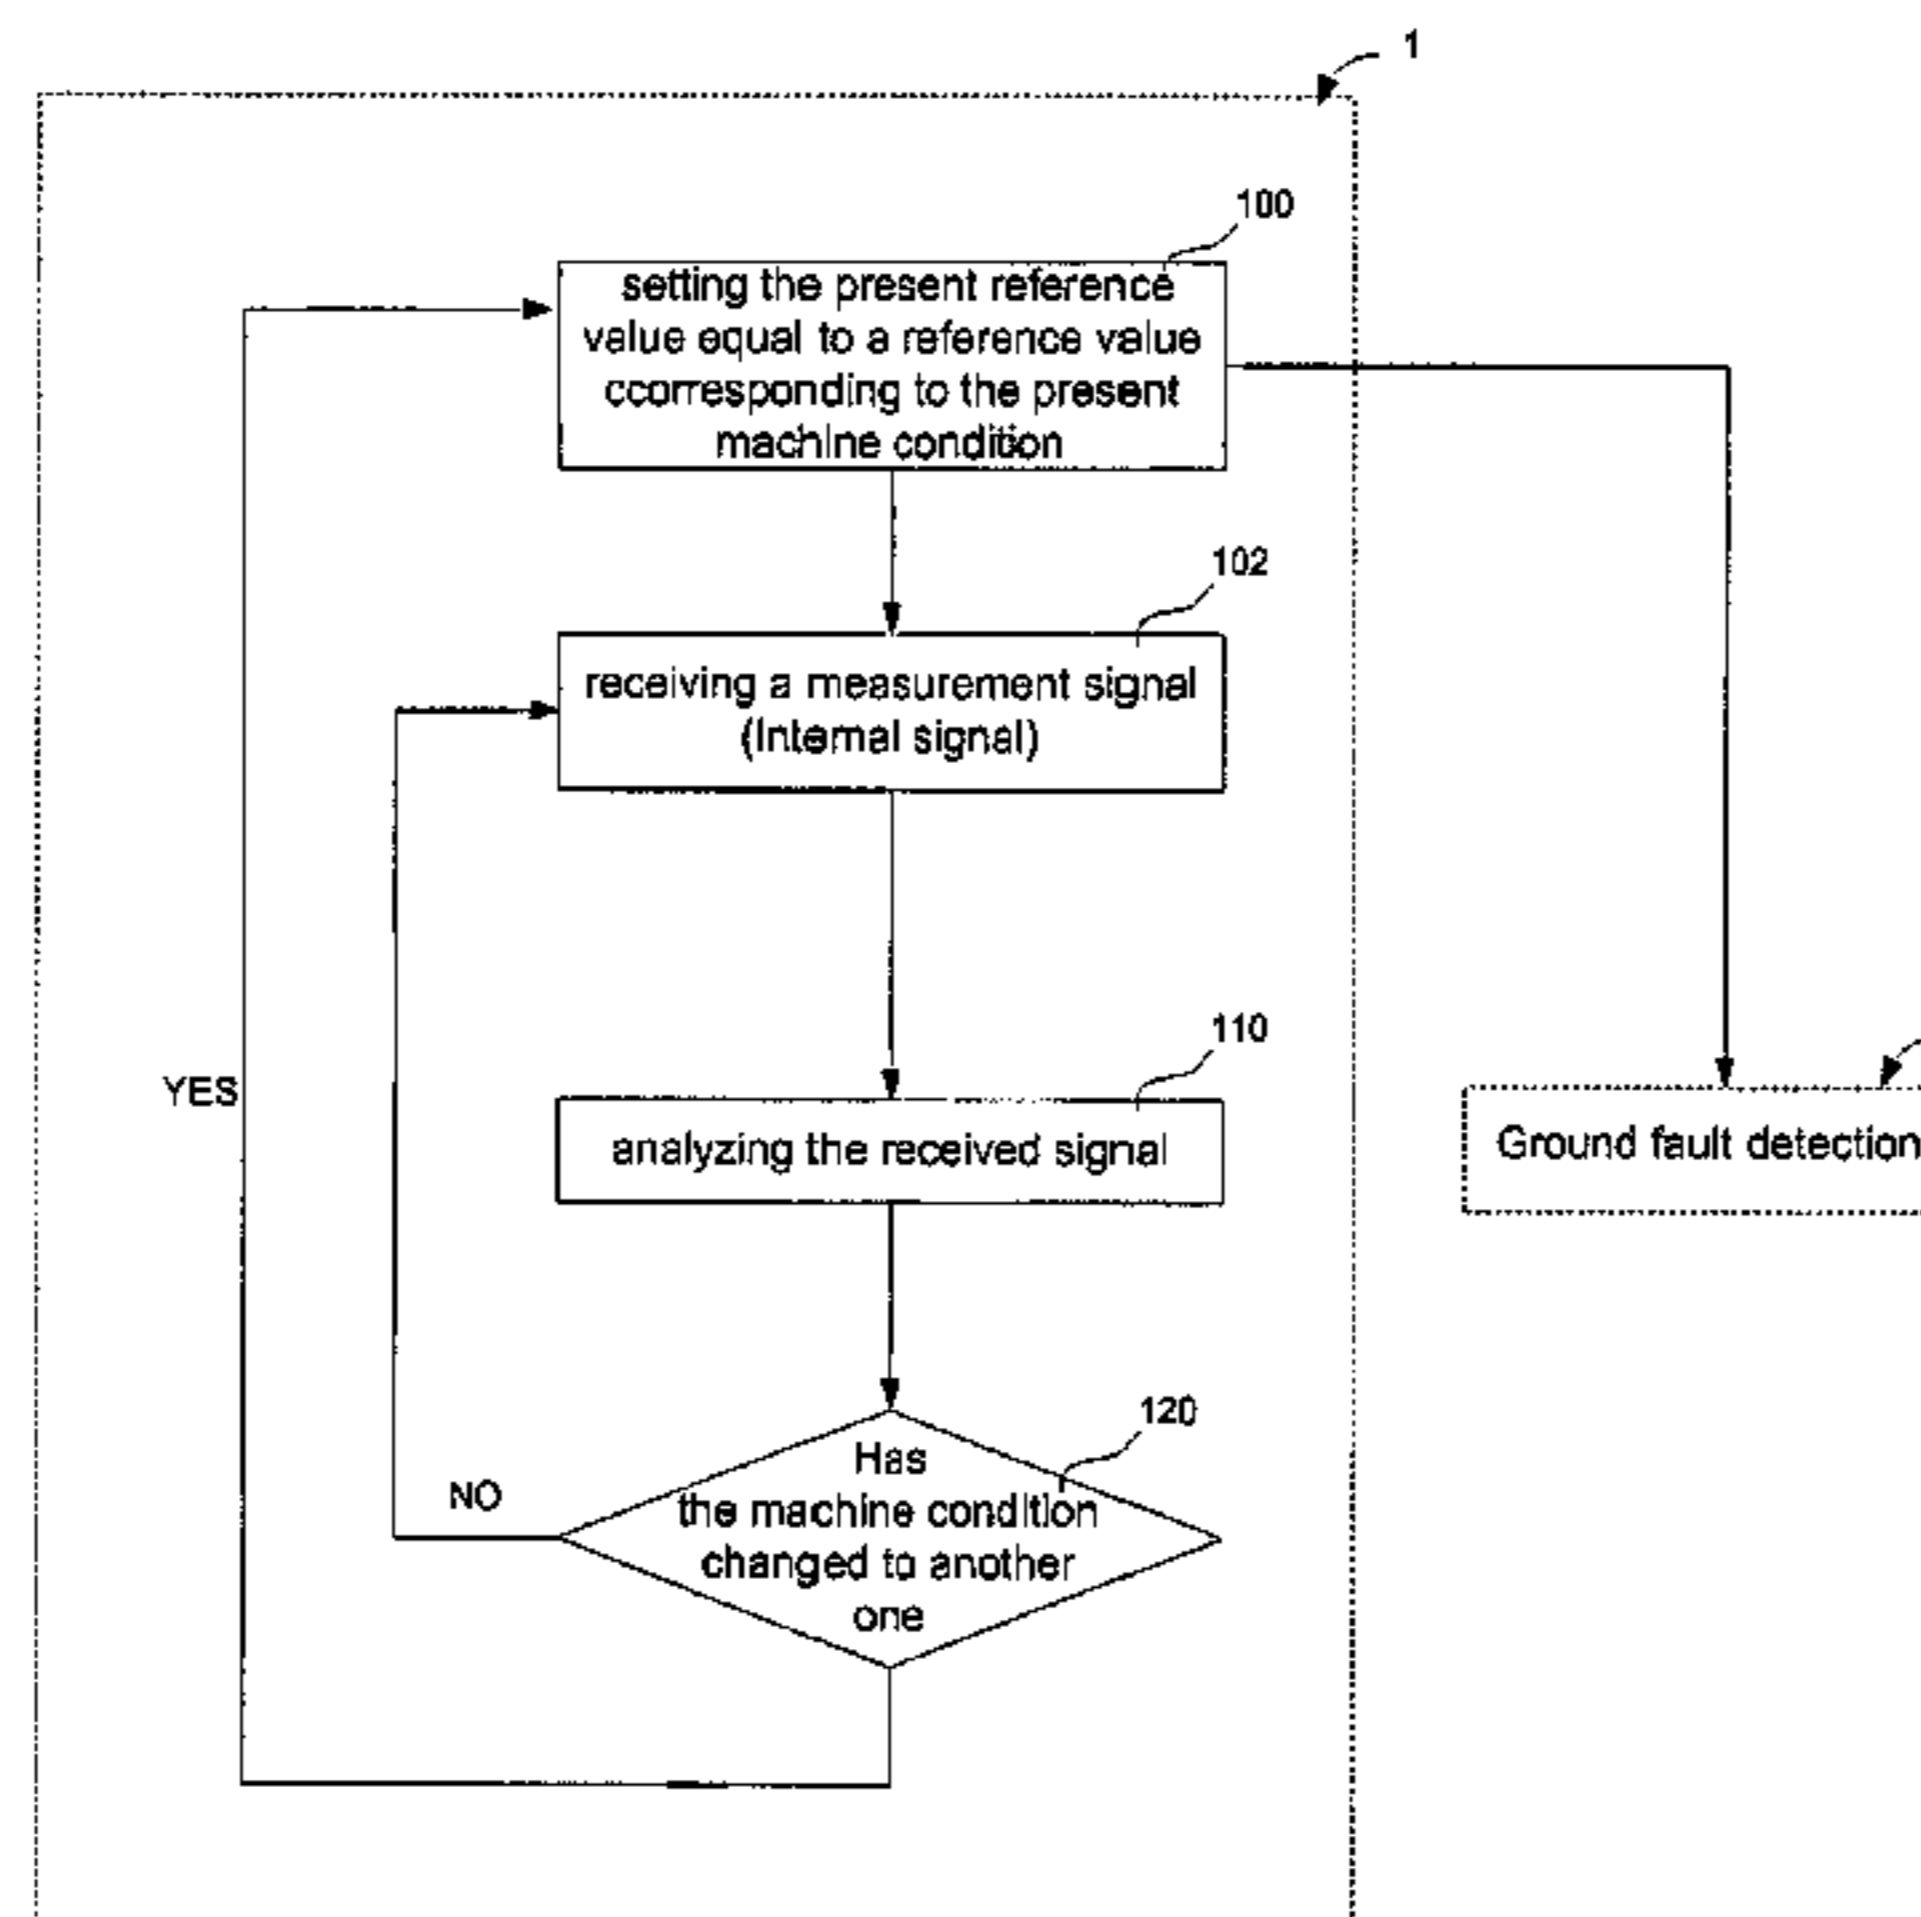 1
100
setting the present reference
value equal to a reference value
ccorresponding to the present
machine condition
102
receiving a measurement signal
(Internal signal)
110
YES
analyzing the received signal
Ground fault detection
120
NO
Has
the machine condition
changed to another
one